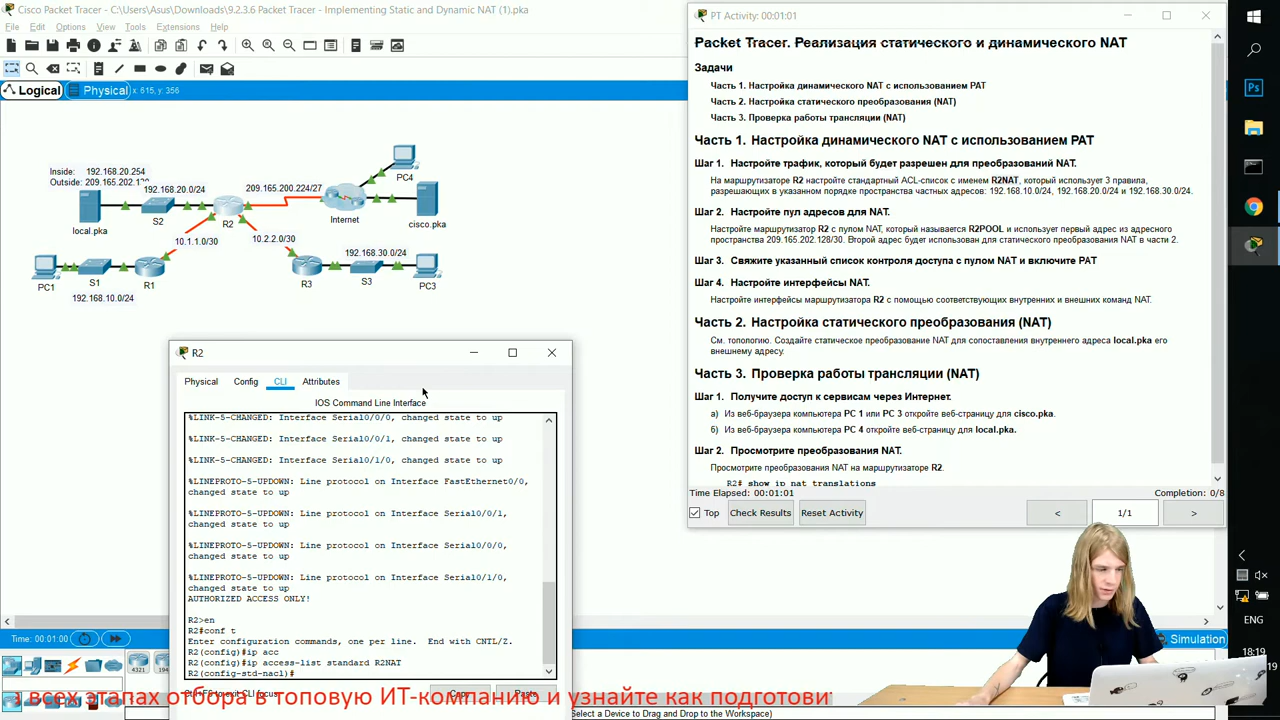 Cisco Packet Tracer - C:\Users\Asus\Downloads\9.2.3.6 Packet Tracer - Implementing Static and Dynamic NAT (1).pka
File Edit Options View Tools Extensions
Logical Physical x: 615, y: 356
Inside: 192.168.20.254
Outside: 209.165.202.130
192.168.20.0/24
local.pka
S2
R2
209.165.200.224/27
Internet
PC4
cisco.pka
10.1.1.0/30
10.2.2.0/30
192.168.30.0/24
PC1
S1
R1
R3
S3
PC3
192.168.10.0/24
R2
Physical Config CLI Attributes
IOS Command Line Interface
%LINK-5-CHANGED: Interface Serial0/0/0, changed state to up
%LINK-5-CHANGED: Interface Serial0/0/1, changed state to up
%LINK-5-CHANGED: Interface Serial0/1/0, changed state to up
%LINEPROTO-5-UPDOWN: Line protocol on Interface FastEthernet0/0,
changed state to up
%LINEPROTO-5-UPDOWN: Line protocol on Interface Serial0/0/1,
changed state to up
%LINEPROTO-5-UPDOWN: Line protocol on Interface Serial0/0/0,
changed state to up
%LINEPROTO-5-UPDOWN: Line protocol on Interface Serial0/1/0,
changed state to up
AUTHORIZED ACCESS ONLY!
R2>en
R2#conf t
Enter configuration commands, one per line. End with CNTL/Z.
R2(config)#ip acc
R2(config)#ip access-list standard R2NAT
R2(config-std-nacl)#
PT Activity: 00:01:01
Packet Tracer. Реализация статического и динамического NAT
Задачи
Часть 1. Настройка динамического NAT с использованием PAT
Часть 2. Настройка статического преобразования (NAT)
Часть 3. Проверка работы трансляции (NAT)
Часть 1. Настройка динамического NAT с использованием PAT
Шаг 1. Настройте трафик, который будет разрешен для преобразований NAT.
На маршрутизаторе R2 настройте стандартный ACL-список с именем R2NAT, который использует 3 правила,
разрешающих в указанном порядке пространства частных адресов: 192.168.10.0/24, 192.168.20.0/24 и 192.168.30.0/24.
Шаг 2. Настройте пул адресов для NAT.
Настройте маршрутизатор R2 с пулом NAT, который называется R2POOL и использует первый адрес из адресного
пространства 209.165.202.128/30. Второй адрес будет использован для статического преобразования NAT в части 2.
Шаг 3. Свяжите указанный список контроля доступа с пулом NAT и включите PAT
Шаг 4. Настройте интерфейсы NAT.
Настройте интерфейсы маршрутизатора R2 с помощью соответствующих внутренних и внешних команд NAT.
Часть 2. Настройка статического преобразования (NAT)
См. топологию. Создайте статическое преобразование NAT для сопоставления внутреннего адреса local.pka его
внешнему адресу.
Часть 3. Проверка работы трансляции (NAT)
Шаг 1. Получите доступ к сервисам через Интернет.
а) Из веб-браузера компьютера PC 1 или PC 3 откройте веб-страницу для cisco.pka.
б) Из веб-браузера компьютера PC 4 откройте веб-страницу для local.pka.
Шаг 2. Просмотрите преобразования NAT.
Просмотрите преобразования NAT на маршрутизаторе R2.
R2# show ip nat translations
Time Elapsed: 00:01:01 Completion: 0/8
Top Check Results Reset Activity < 1/1 >
Time: 00:01:00
Simulation
4321
Select a Device to Drag and Drop to the Workspace)
всех этапах отбора в топовую ИТ-компанию и узнайте как подготови
Ps
ENG
18:19